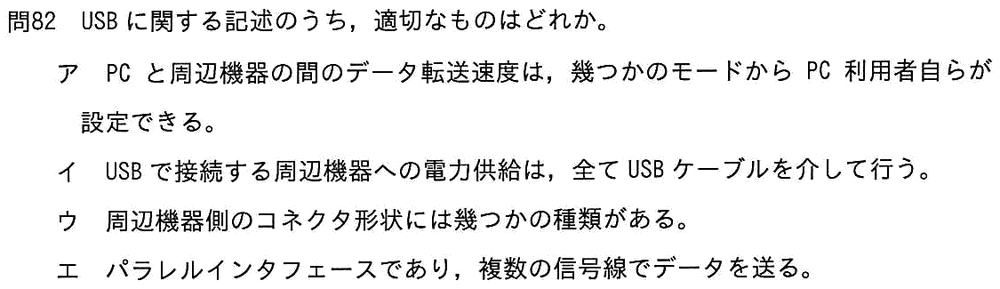 問82 USBに関する記述のうち，適切なものはどれか。
ア PC と周辺機器の間のデータ転送速度は，幾つかのモードから PC 利用者自らが
設定できる。
イ USBで接続する周辺機器への電力供給は，全てUSBケーブルを介して行う。
ウ 周辺機器側のコネクタ形状には幾つかの種類がある。
エ パラレルインタフェースであり，複数の信号線でデータを送る。